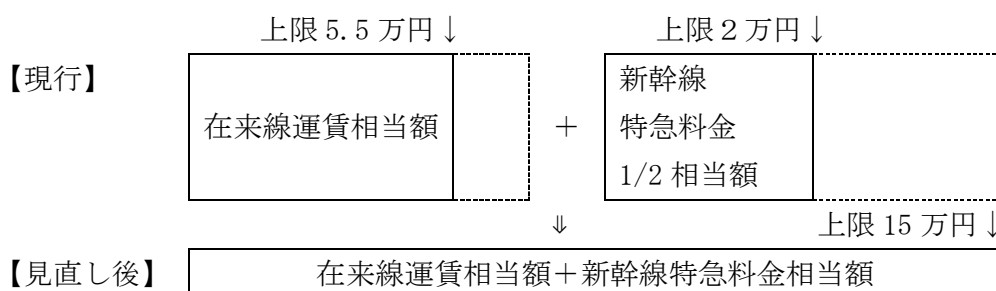 上限 5.5 万円↓ 上限２万円↓
【現行】 新幹線
在来線運賃相当額 ＋ 特急料金
1/2 相当額
⇓ 上限 15 万円↓
【見直し後】 在来線運賃相当額＋新幹線特急料金相当額